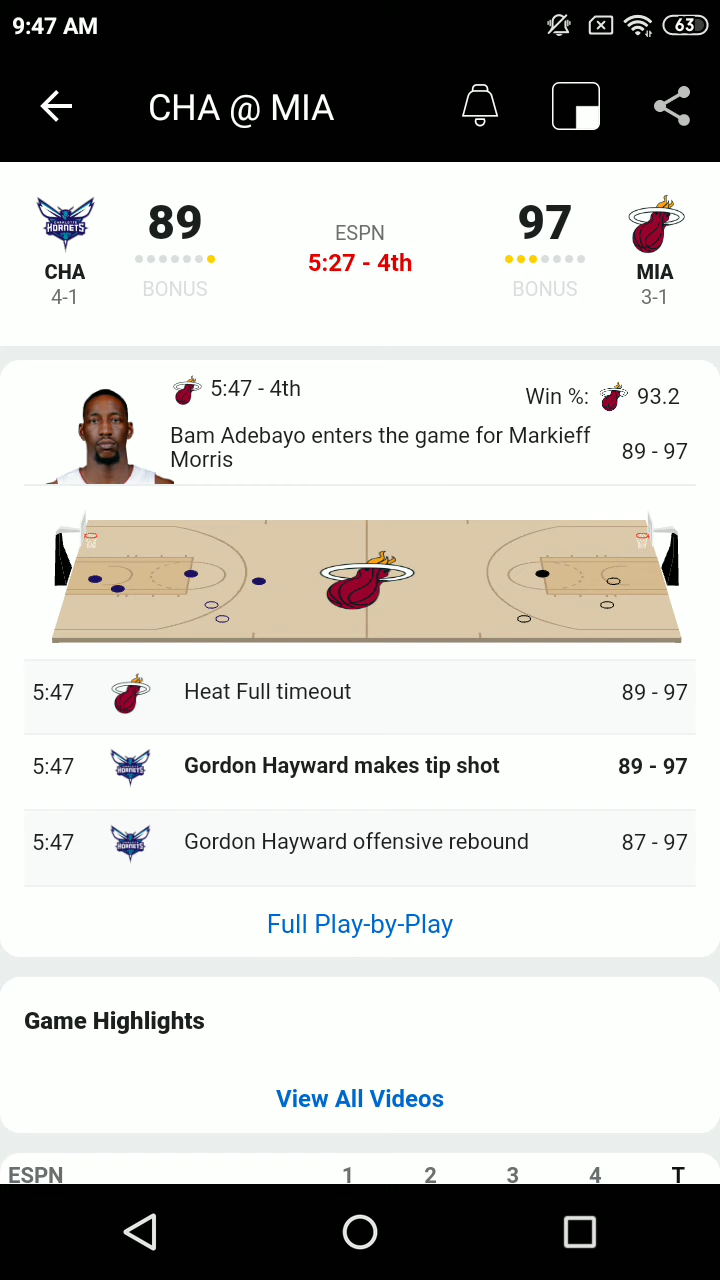 9:47 AM
63
CHA @ MIA
89
ESPN
97
5:27 - 4th
CHA
MIA
4-1
BONUS
BONUS
3-1
5:47 - 4th
Win %:
93.2
Bam Adebayo enters the game for Markieff
Morris
89 - 97
5:47
Heat Full timeout
89 - 97
5:47
HORNETS
Gordon Hayward makes tip shot
89 - 97
5:47
HORNETS
Gordon Hayward offensive rebound
87 - 97
Full Play-by-Play
Game Highlights
View All Videos
ESPN 1 2 3 4 T